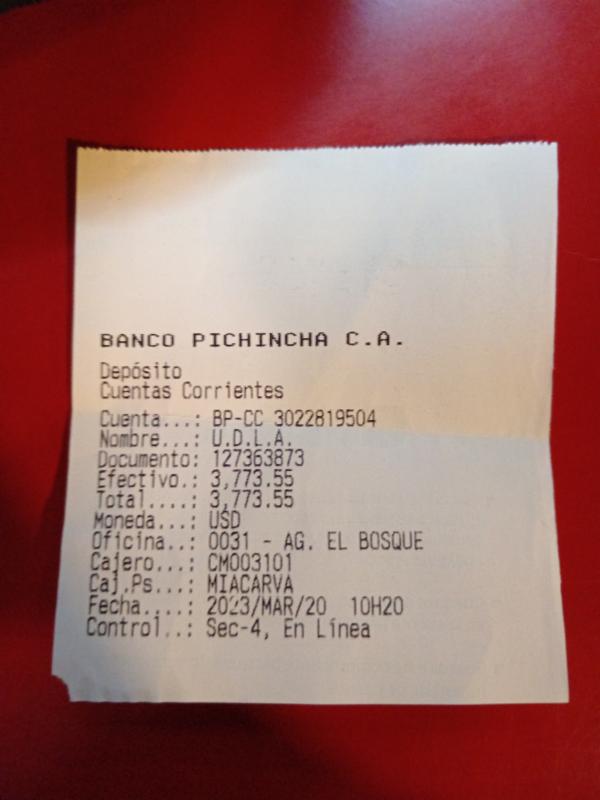 BANCO PICHINCHA C.A.
Depósito
Cuentas Corrientes
Cuenta...: BP-CC 3022819504
Nombre...: U.D.L.A.
Documento: 127363873
Efectivo.: 3,773.55
Total....: 3,773.55
Moneda...: USD
Oficina..: 0031 - AG. EL BOSQUE
Cajero...: CM003101
Caj.Ps...: MIACARVA
Fecha....: 2023/MAR/20 10H20
Control..: Sec-4, En Línea